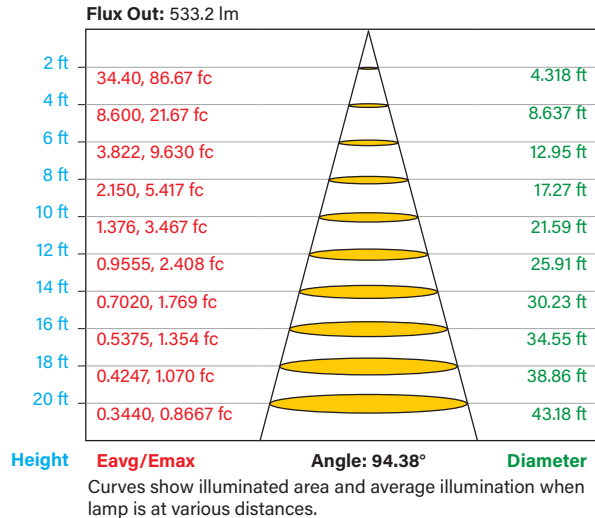 Flux Out: 533.2 lm
2 ft
34.40, 86.67 fc 4.318 ft
4 ft
8.600, 21.67 fc 8.637 ft
6 ft
3.822, 9.630 fc 12.95 ft
8 ft
2.150, 5.417 fc 17.27 ft
10 ft
1.376, 3.467 fc 21.59 ft
12 ft
0.9555, 2.408 fc 25.91 ft
14 ft
0.7020, 1.769 fc 30.23 ft
16 ft
0.5375, 1.354 fc 34.55 ft
18 ft
0.4247, 1.070 fc 38.86 ft
20 ft
0.3440, 0.8667 fc 43.18 ft
Height Eavg/Emax Angle: 94.38° Diameter
Curves show illuminated area and average illumination when
lamp is at various distances.